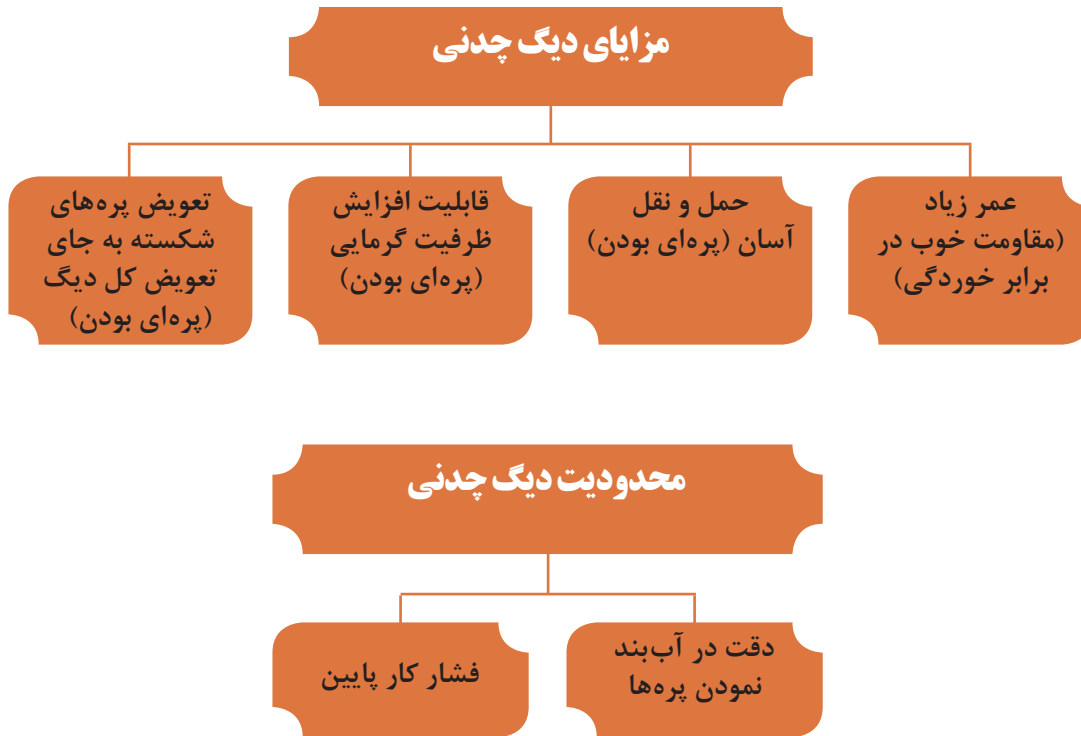 مزایای دیگ چدنی
عمر زیاد
(مقاومت خوب در
برابر خوردگی)
حمل و نقل
آسان (پره‌ای بودن)
قابلیت افزایش
ظرفیت گرمایی
(پره‌ای بودن)
تعویض پره‌های
شکسته به جای
تعویض کل دیگ
(پره‌ای بودن)
محدودیت دیگ چدنی
دقت در آب‌بند
نمودن پره‌ها
فشار کار پایین